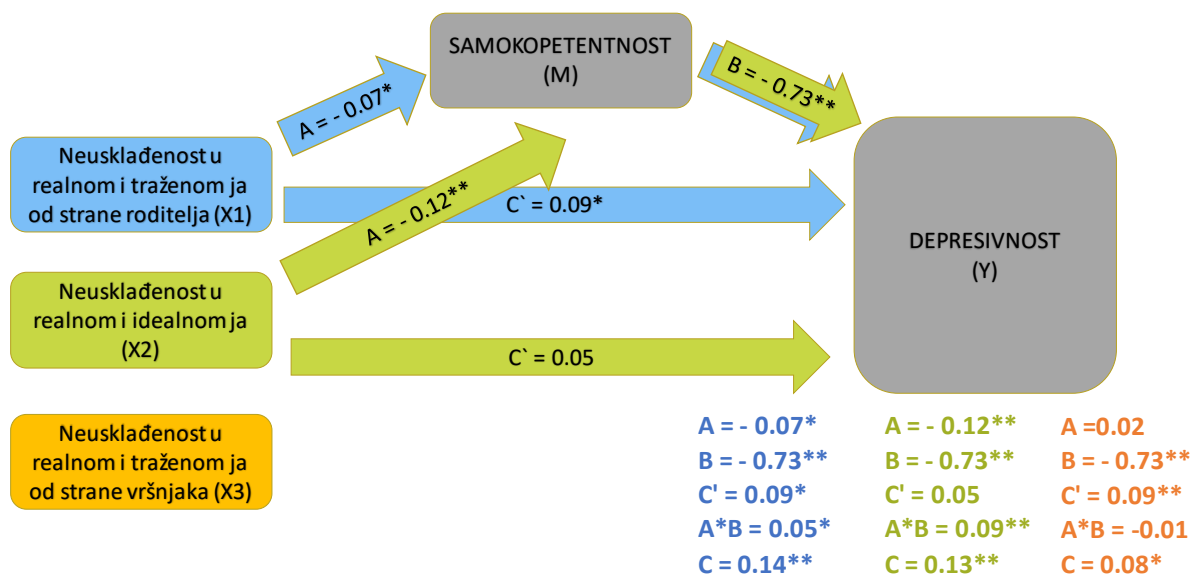 SAMOKOPETENTNOST
(M)
A = - 0.07*
B = - 0.73**
Neusklađenost u
realnom i traženom ja
od strane roditelja (X1)
A = - 0.12**
C` = 0.09*
DEPRESIVNOST
(Y)
Neusklađenost u
realnom i idealnom ja
(X2)
C` = 0.05
Neusklađenost u
realnom i traženom ja
od strane vršnjaka (X3)
A = - 0.07*
B = - 0.73**
C' = 0.09*
A*B = 0.05*
C = 0.14**
A = - 0.12**
B = - 0.73**
C' = 0.05
A*B = 0.09**
C = 0.13**
A =0.02
B = - 0.73**
C' = 0.09**
A*B = -0.01
C = 0.08*